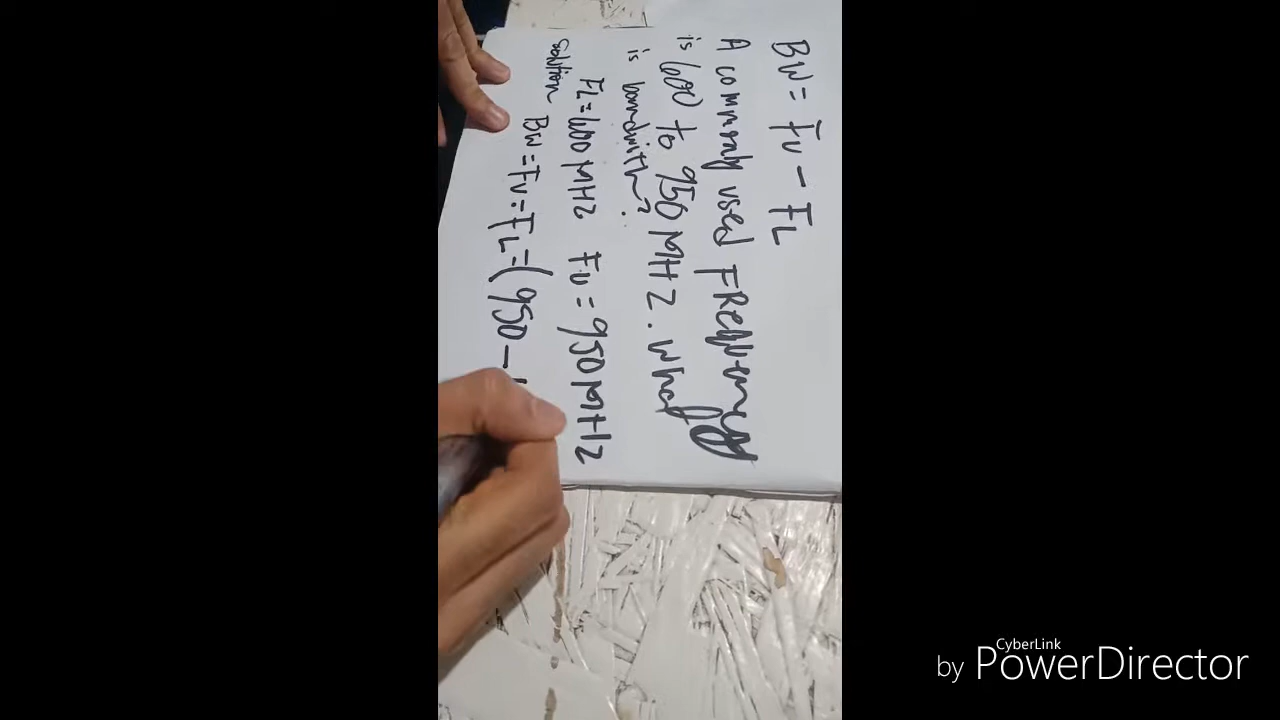 BW = Fu - FL
A commonly used FRequency
is 600 to 950 MHZ. what
is bandwith?
FL = 600 MHZ Fu = 950 MHZ
Solution BW = Fu = FL = (950 -
CyberLink
by PowerDirector